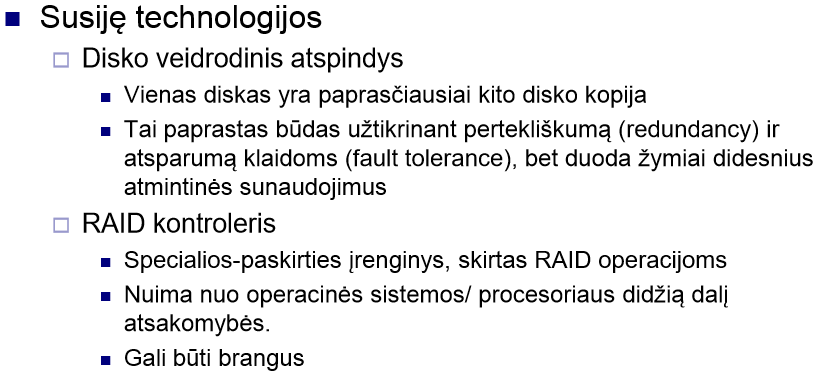 Susiję technologijos
Disko veidrodinis atspindys
Vienas diskas yra paprasčiausiai kito disko kopija
Tai paprastas būdas užtikrinant pertekliškumą (redundancy) ir
atsparumą klaidoms (fault tolerance), bet duoda žymiai didesnius
atmintinės sunaudojimus
RAID kontroleris
Specialios-paskirties įrenginys, skirtas RAID operacijoms
Nuima nuo operacinės sistemos/ procesoriaus didžią dalį
atsakomybės.
Gali būti brangus